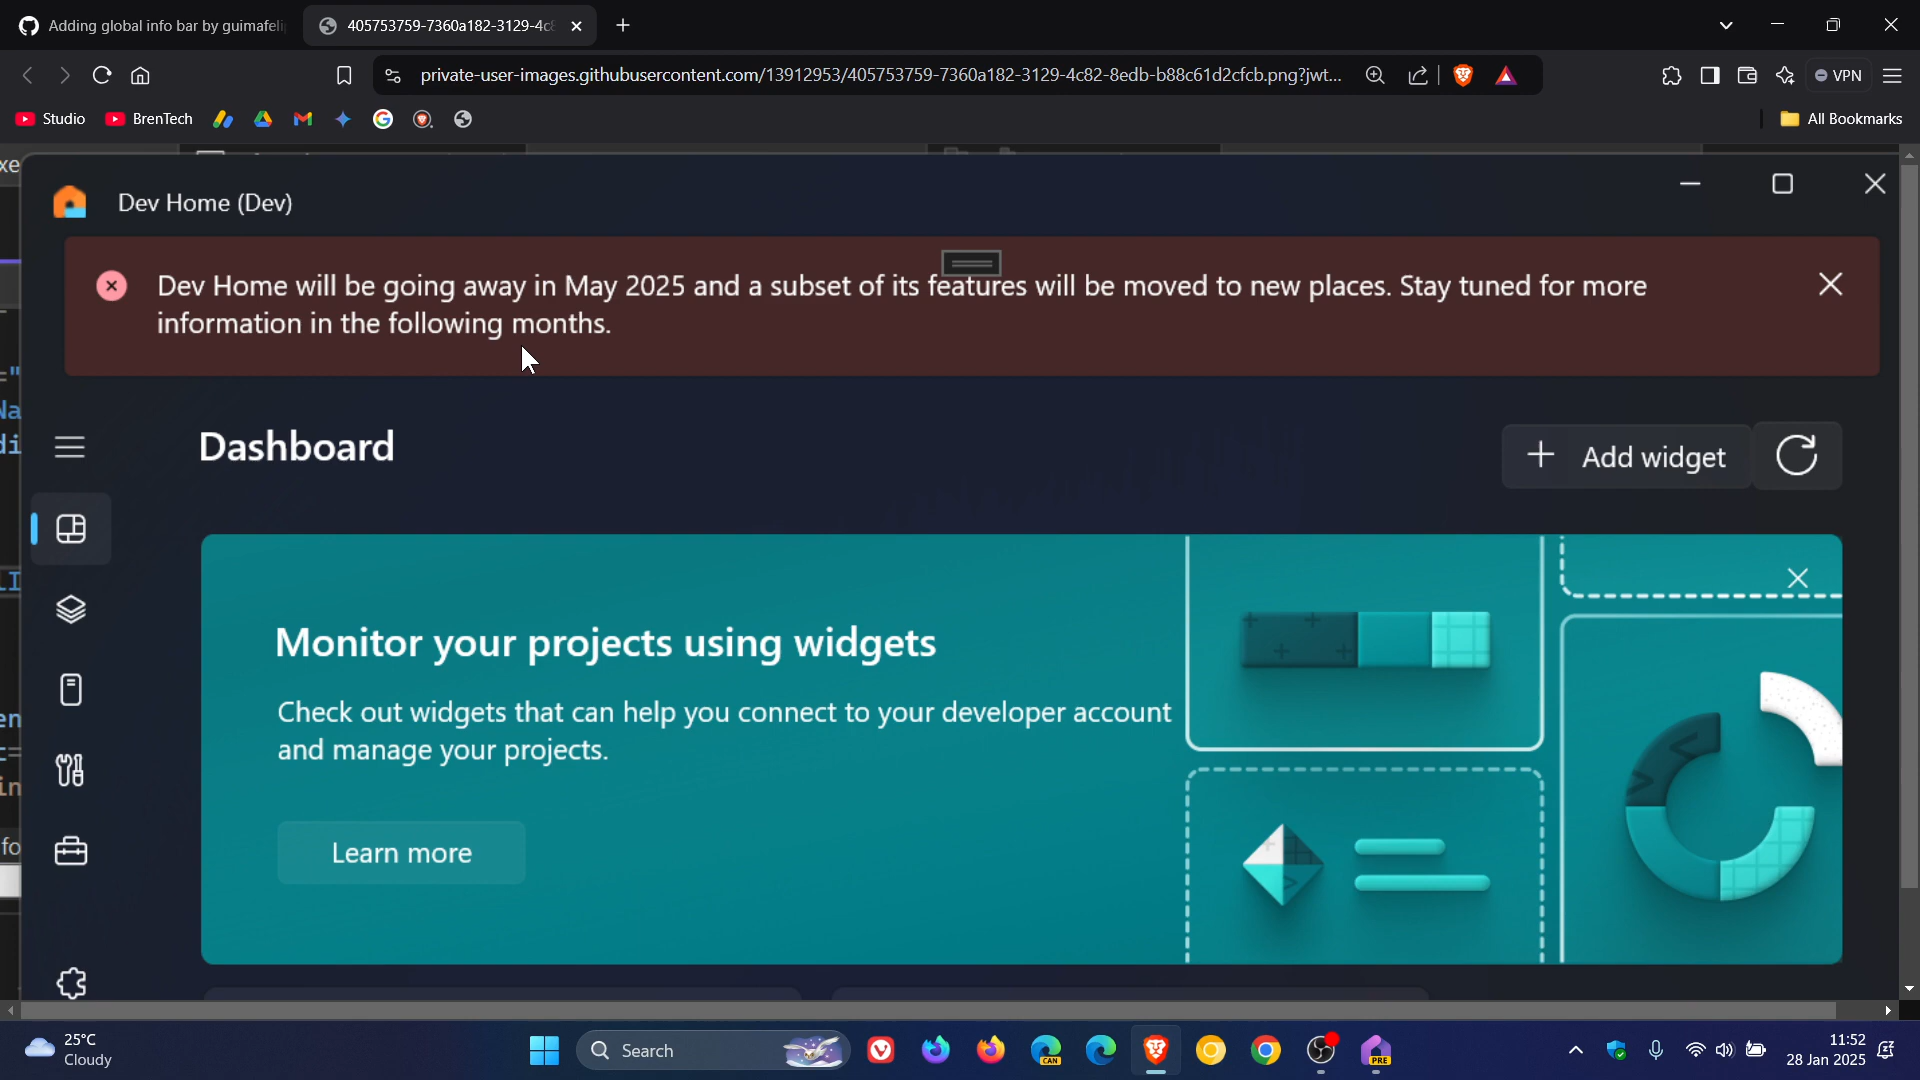 Adding global info bar by guimafeli
405753759-7360a182-3129-4c8
private-user-images.githubusercontent.com/13912953/405753759-7360a182-3129-4c82-8edb-b88c61d2cfcb.png?jwt...
VPN
Studio
BrenTech
All Bookmarks
xe
Dev Home (Dev)
Dev Home will be going away in May 2025 and a subset of its features will be moved to new places. Stay tuned for more
information in the following months.
Dashboard
Add widget
Monitor your projects using widgets
Check out widgets that can help you connect to your developer account
and manage your projects.
Learn more
25°C
Cloudy
Search
CAN
PRE
11:52
28 Jan 2025